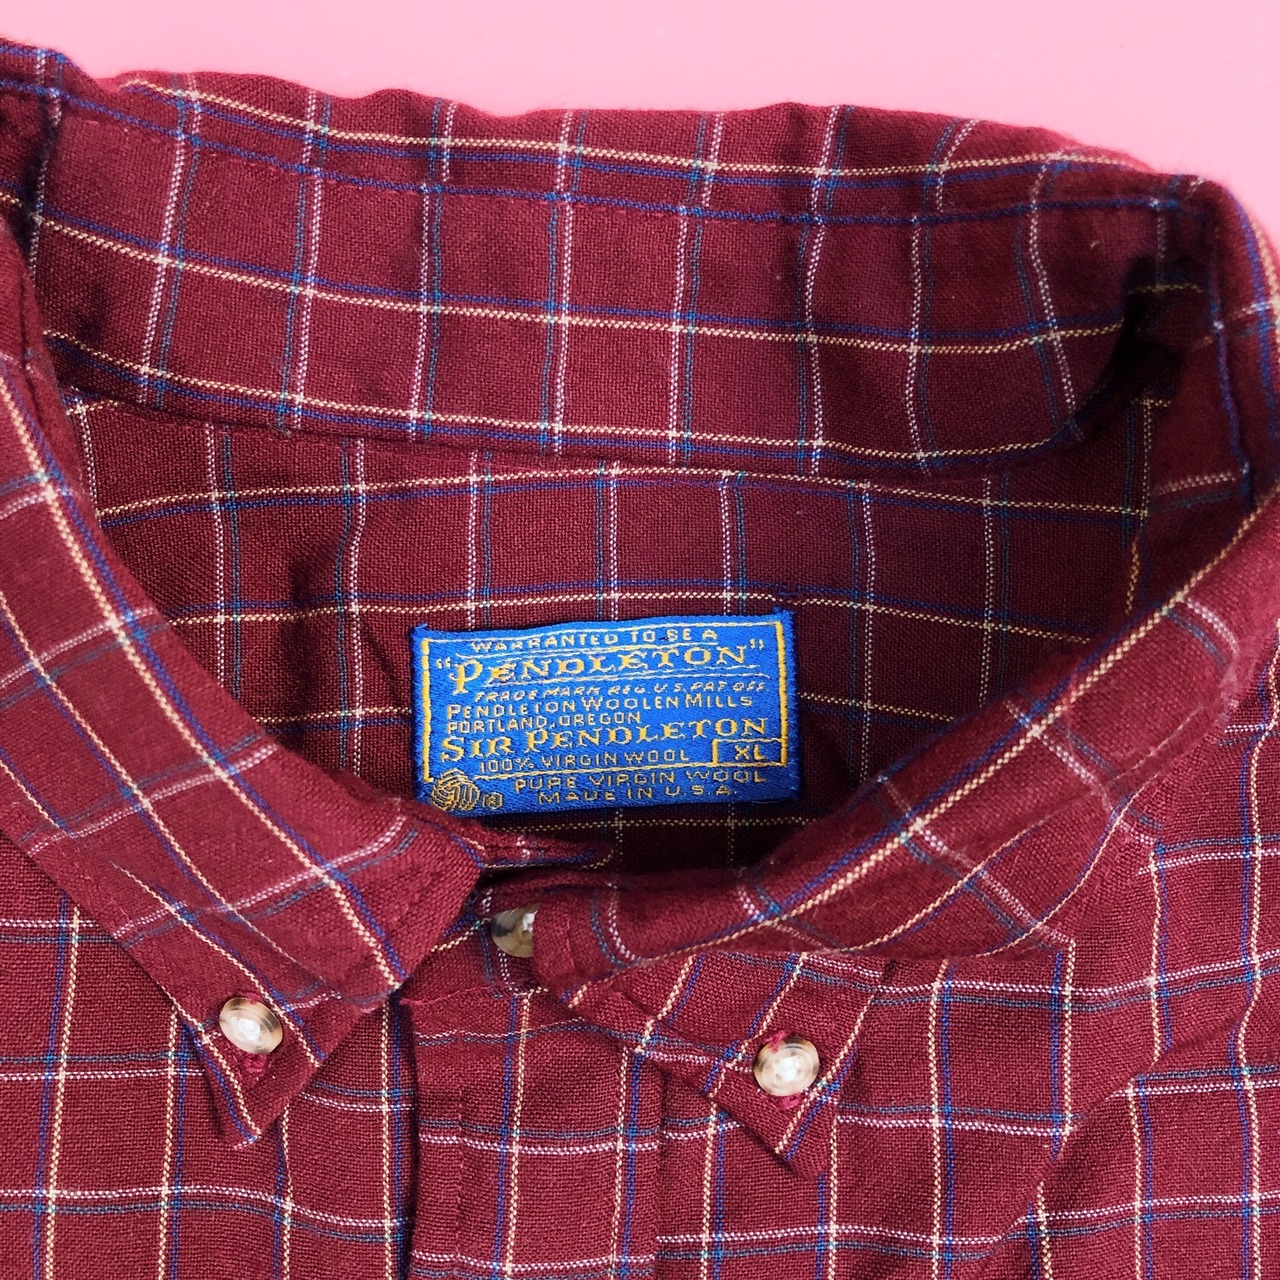 WARRANTED TO BE A
"PENDLETON"
TRADE MARK REG. U.S. PAT. OFF.
PENDLETON WOOLEN MILLS
PORTLAND, OREGON
SIR PENDLETON
100% VIRGIN WOOL XL
PURE VIRGIN WOOL
® MADE IN U.S.A.